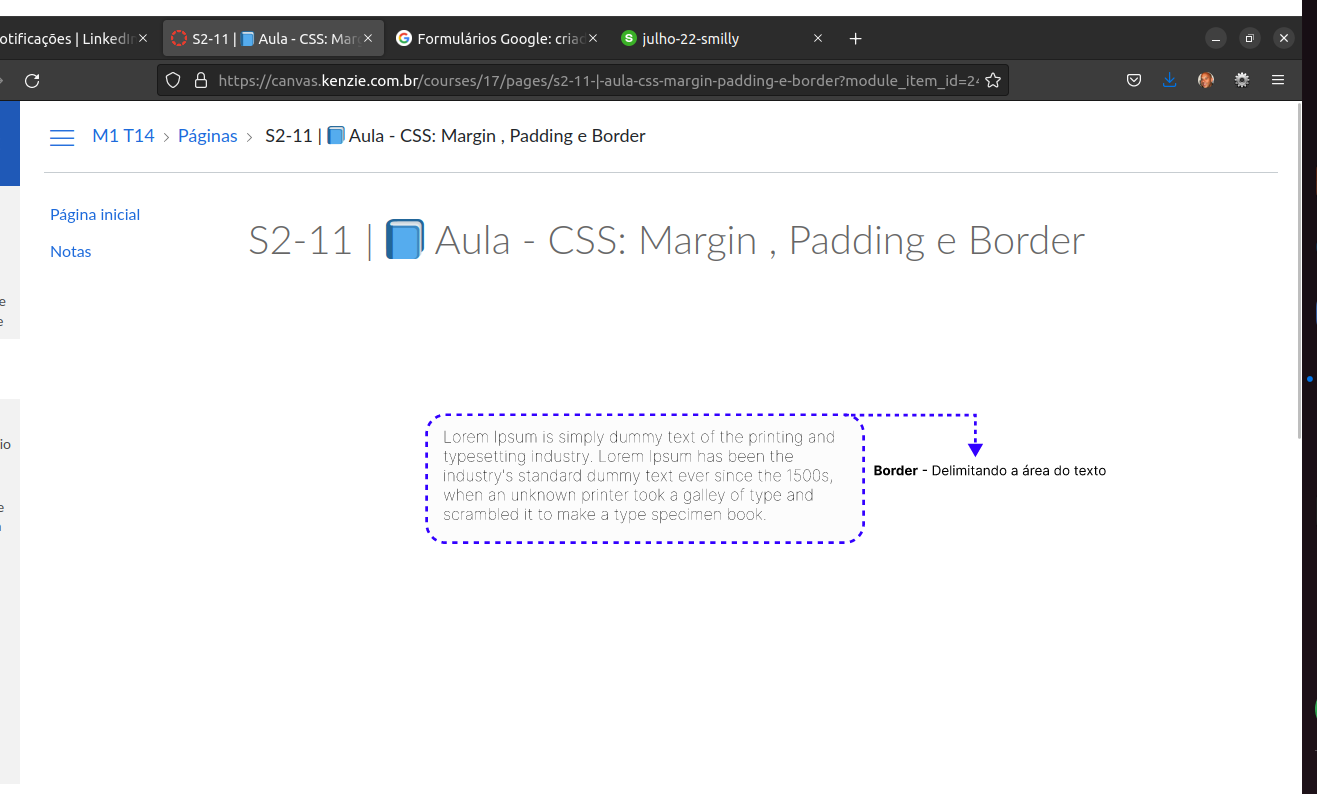 otificações | LinkedIn
S2-11 | 📘 Aula - CSS: Mar
Formulários Google: criad
S julho-22-smilly
https://canvas.kenzie.com.br/courses/17/pages/s2-11-|-aula-css-margin-padding-e-border?module_item_id=24
M1 T14 > Páginas > S2-11 | 📘 Aula - CSS: Margin , Padding e Border
Página inicial
Notas
S2-11 | 📘 Aula - CSS: Margin , Padding e Border
e
e
io
e
Lorem Ipsum is simply dummy text of the printing and
typesetting industry. Lorem Ipsum has been the
industry's standard dummy text ever since the 1500s,
when an unknown printer took a galley of type and
scrambled it to make a type specimen book.
Border - Delimitando a área do texto